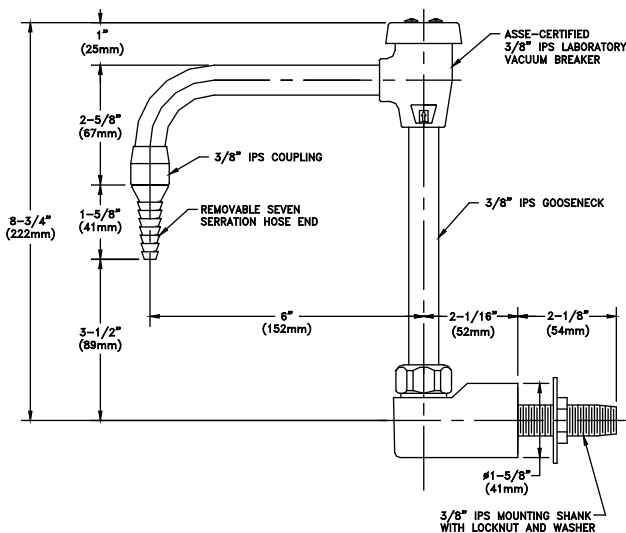 1"
(25mm)
ASSE-CERTIFIED
3/8" IPS LABORATORY
VACUUM BREAKER
2-5/8"
(67mm)
3/8" IPS COUPLING
8-3/4"
(222mm)
1-5/8"
(41mm)
REMOVABLE SEVEN
SERRATION HOSE END
3/8" IPS GOOSENECK
6"
(152mm)
2-1/16"
(52mm)
2-1/8"
(54mm)
3-1/2"
(89mm)
ø1-5/8"
(41mm)
3/8" IPS MOUNTING SHANK
WITH LOCKNUT AND WASHER